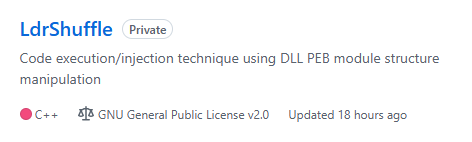 LdrShuffle Private
Code execution/injection technique using DLL PEB module structure
manipulation
C++ GNU General Public License v2.0 Updated 18 hours ago